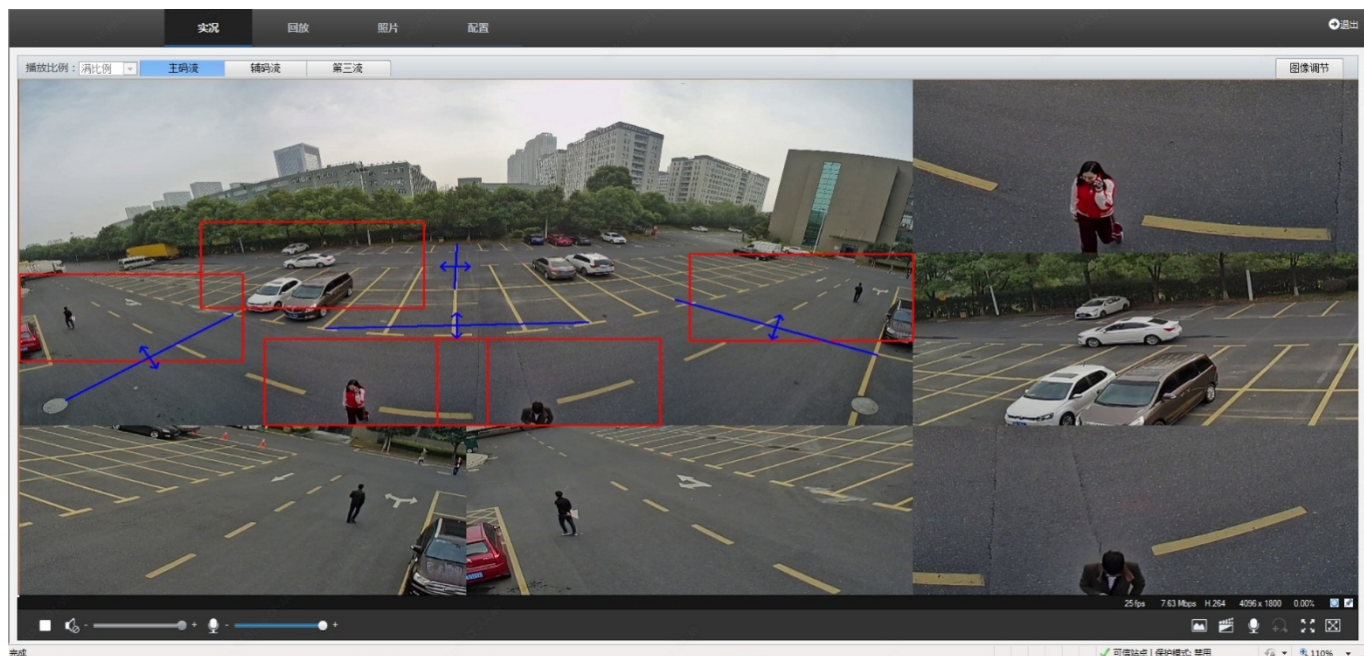 实况 回放 照片 配置 退出
播放比例： 满比例 主码流 辅码流 第三流 图像调节
25 fps 7.63 Mbps H.264 4096 x 1800 0.00%
- + - +
完成 可信站点 | 保护模式: 禁用 110%